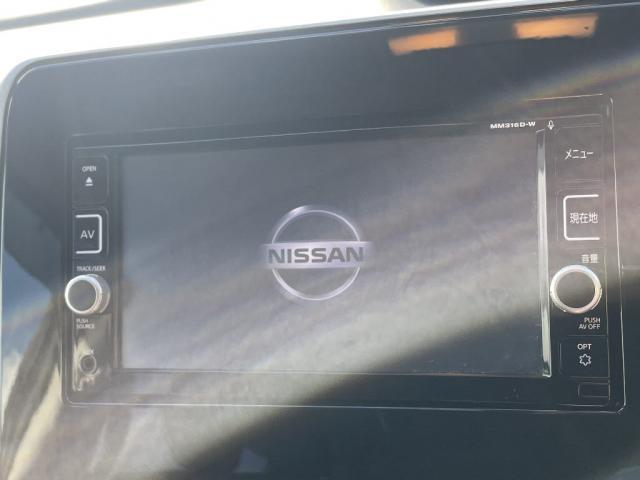 MM316D-W
OPEN
メニュー
AV
現在地
NISSAN
TRACK/SEEK
音量
PUSH
SOURCE
PUSH
AV OFF
OPT